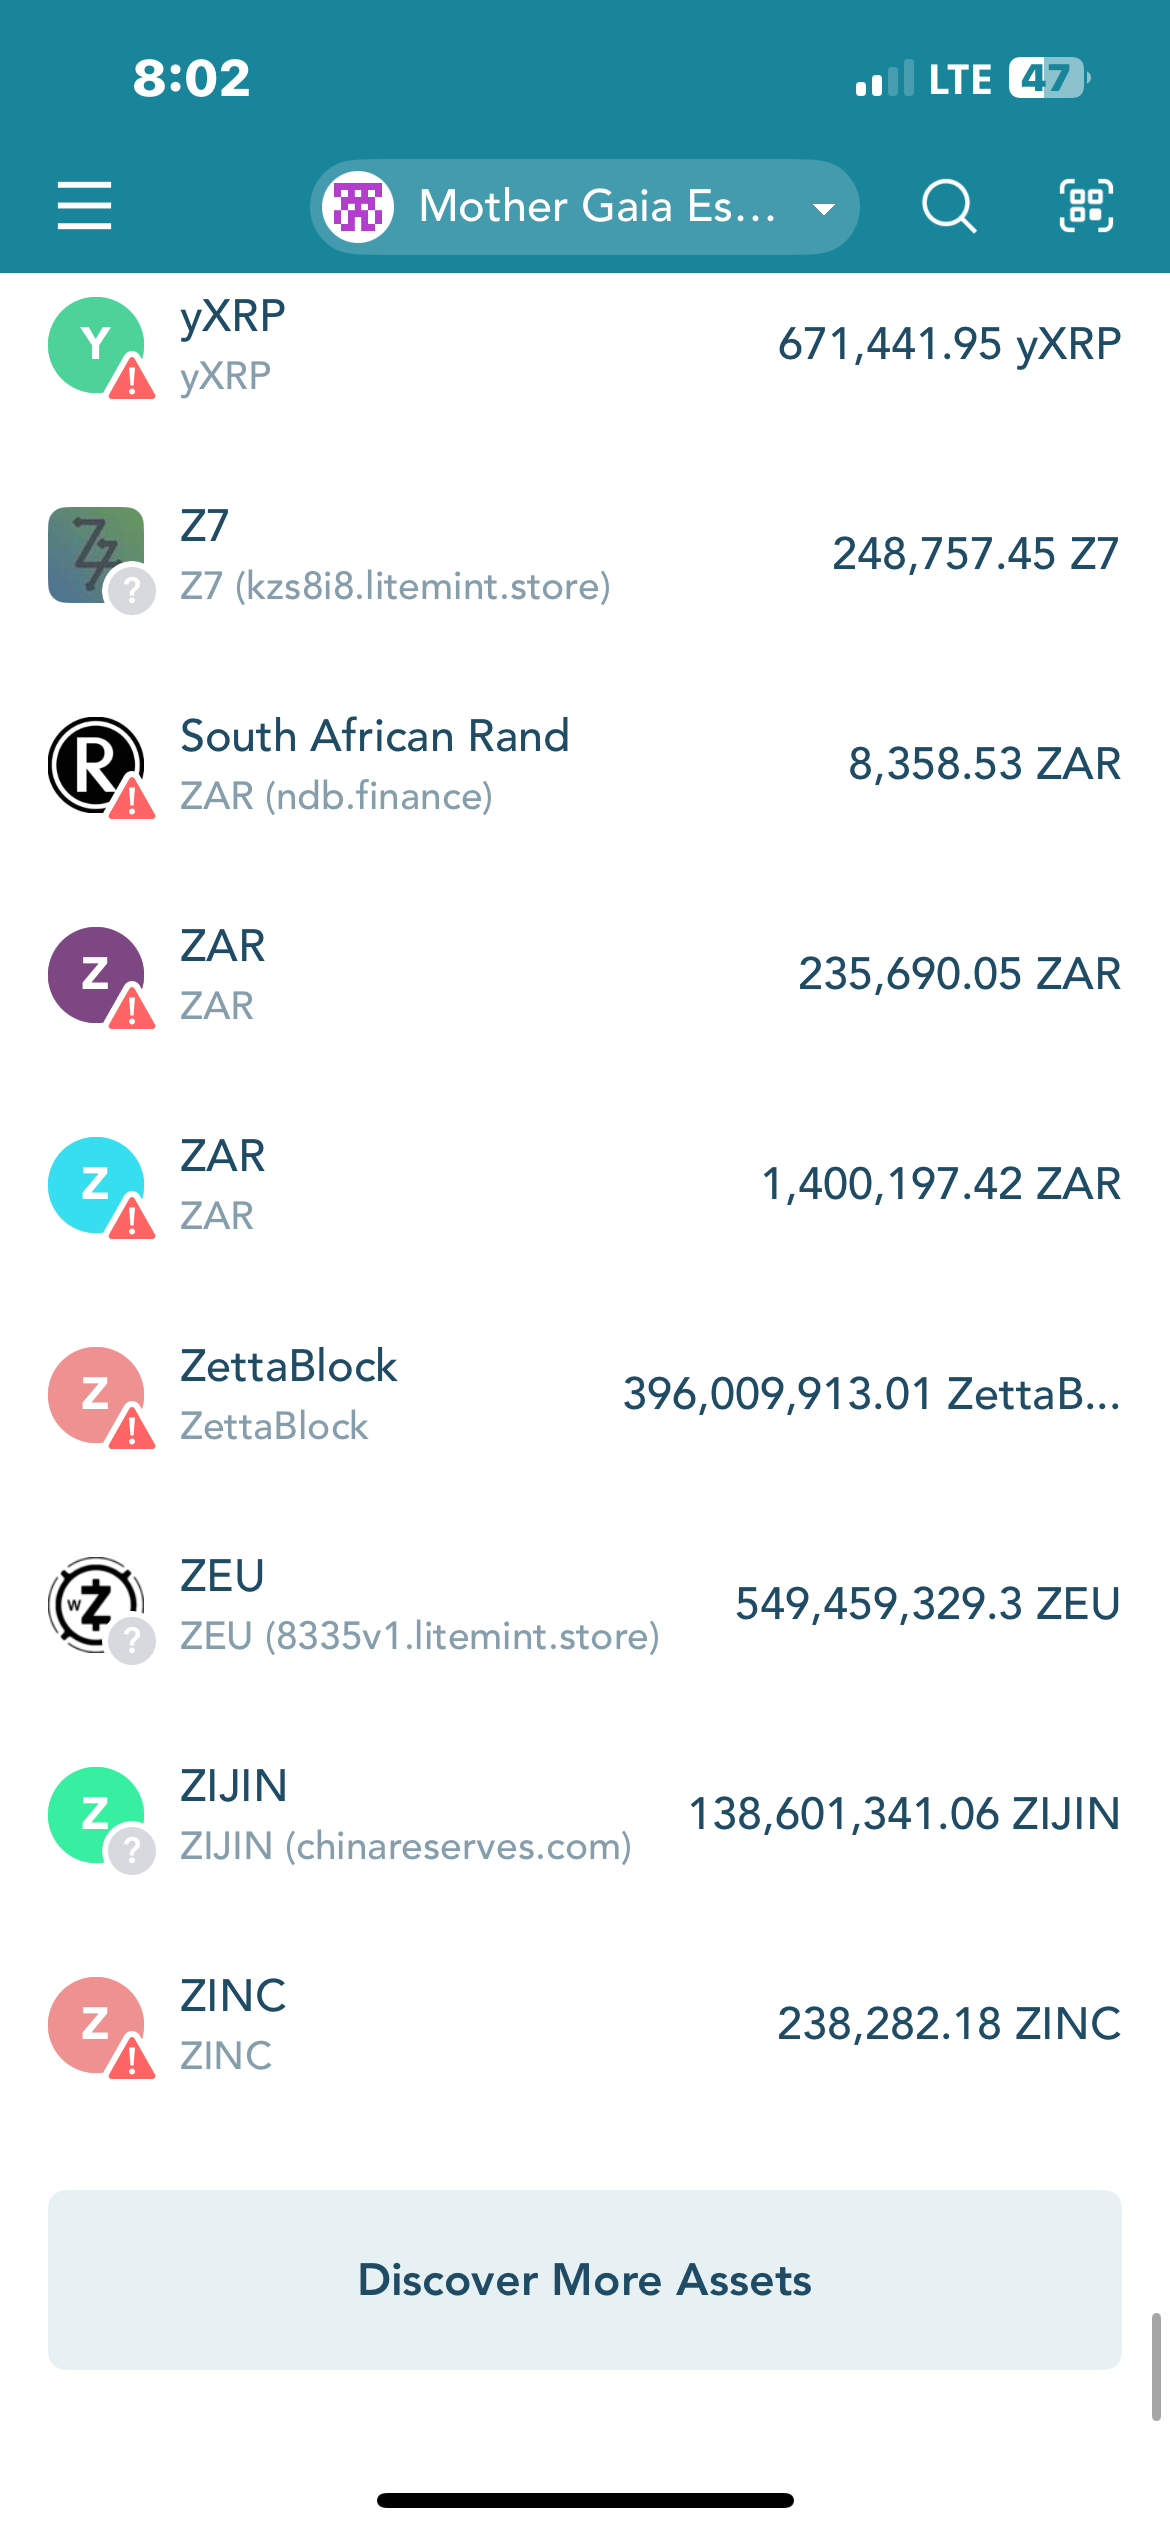 8:02
LTE 47
Mother Gaia Es...
Y
yXRP
yXRP
671,441.95 yXRP
Z7
Z7
Z7 (kzs8i8.litemint.store)
248,757.45 Z7
?
R
South African Rand
ZAR (ndb.finance)
8,358.53 ZAR
Z
ZAR
ZAR
235,690.05 ZAR
Z
ZAR
ZAR
1,400,197.42 ZAR
Z
ZettaBlock
ZettaBlock
396,009,913.01 ZettaB...
wZ
ZEU
ZEU (8335v1.litemint.store)
549,459,329.3 ZEU
?
Z
ZIJIN
ZIJIN (chinareserves.com)
138,601,341.06 ZIJIN
?
Z
ZINC
ZINC
238,282.18 ZINC
Discover More Assets